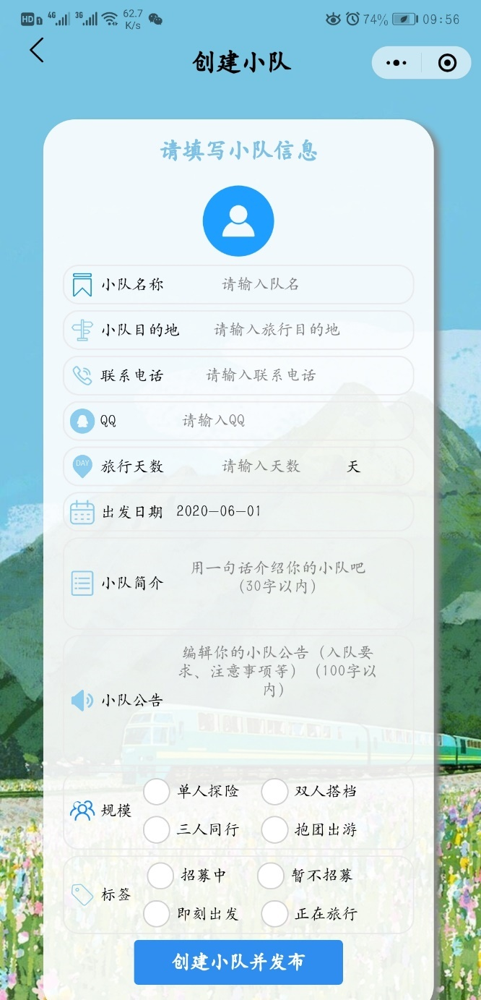 HD 4G 3G 62.7 K/s 74% 09:56
创建小队
请填写小队信息
小队名称 请输入队名
小队目的地 请输入旅行目的地
联系电话 请输入联系电话
QQ 请输入QQ
DAY 旅行天数 请输入天数 天
出发日期 2020-06-01
用一句话介绍你的小队吧
小队简介
(30字以内)
编辑你的小队公告（入队要
求、注意事项等）（100字以
内）
小队公告
单人探险 双人搭档
规模
三人同行 抱团出游
招募中 暂不招募
标签
即刻出发 正在旅行
创建小队并发布